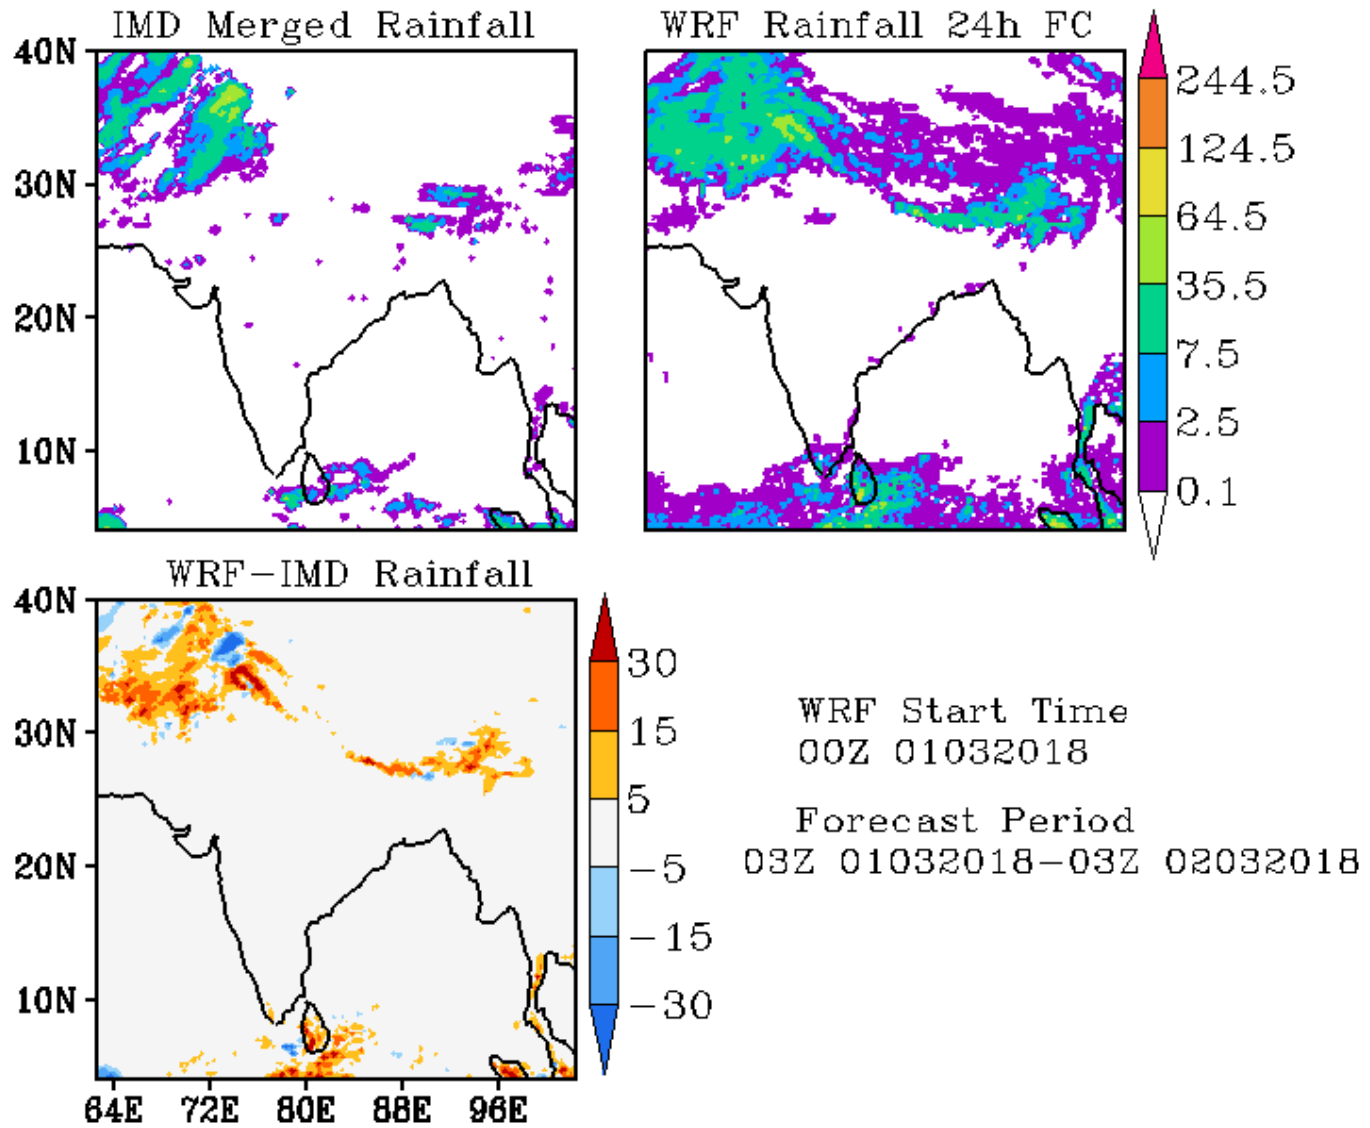 IMD Merged Rainfall
WRF Rainfall 24h FC
40N
30N
20N
10N
244.5
124.5
64.5
35.5
7.5
2.5
0.1
WRF-IMD Rainfall
40N
30N
20N
10N
64E 72E 80E 88E 96E
30
15
5
-5
-15
-30
WRF Start Time
00Z 01032018
Forecast Period
03Z 01032018-03Z 02032018